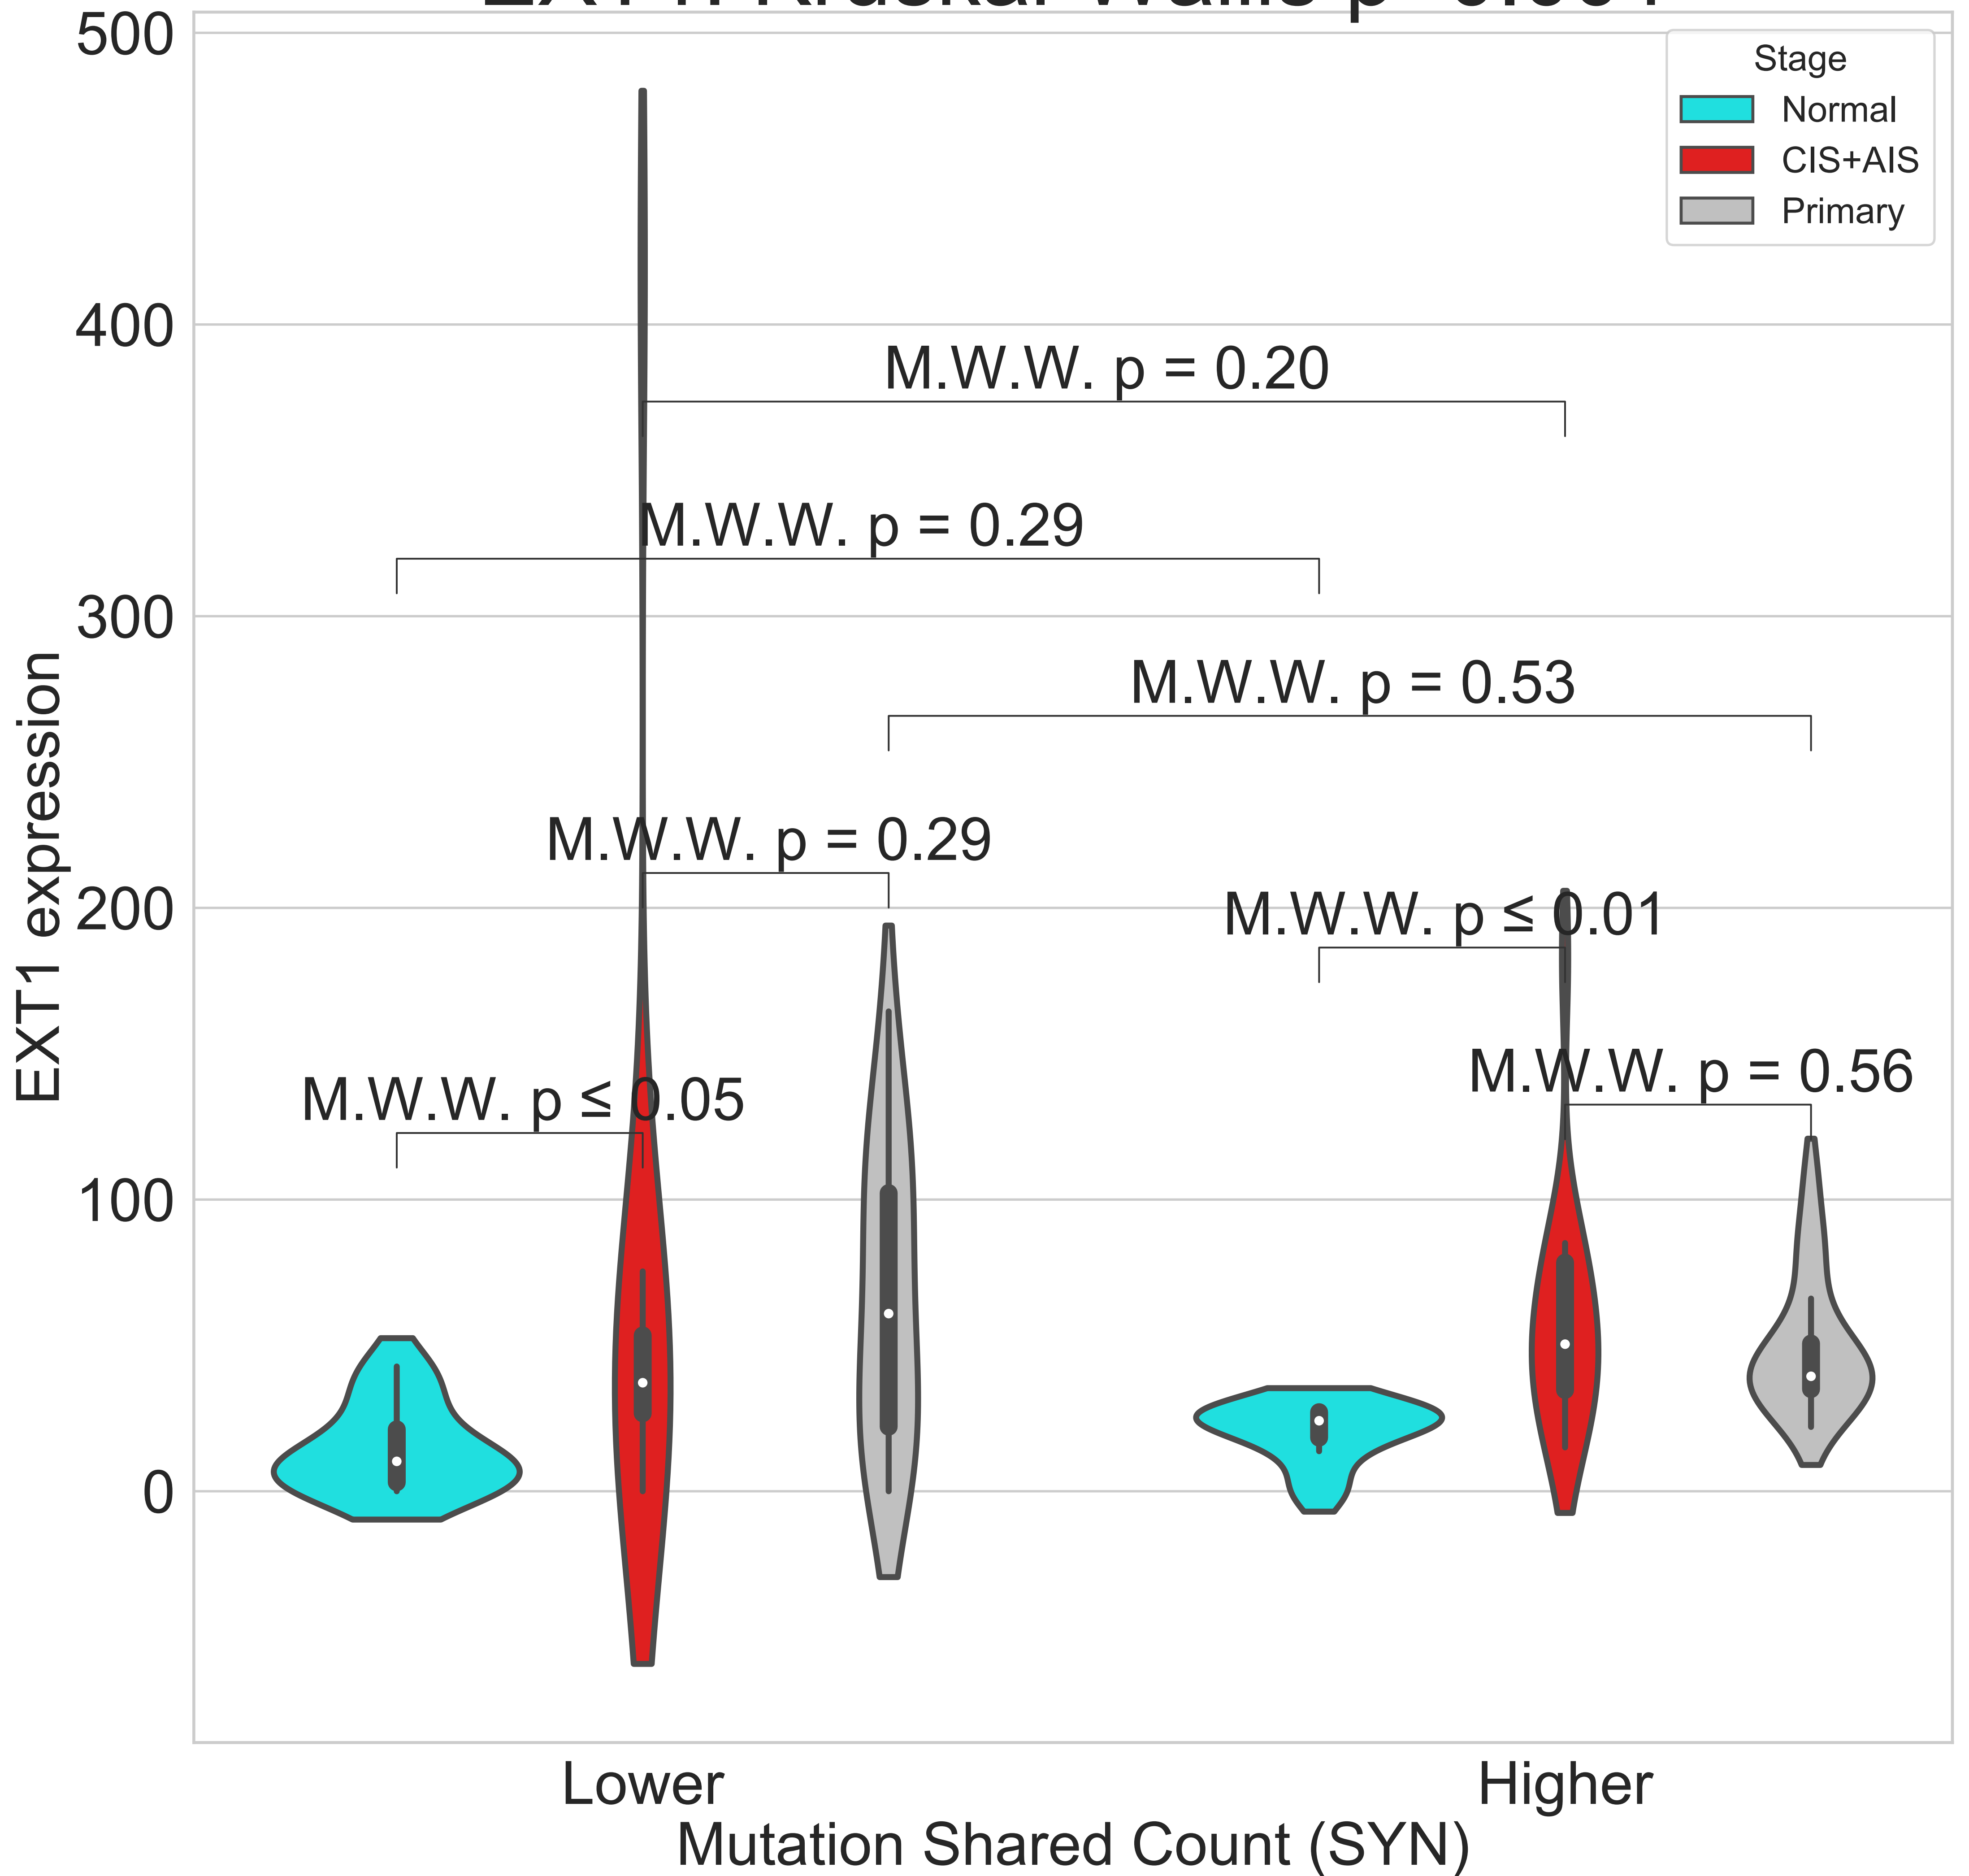 Stage
Normal
CIS+AIS
Primary
500
400
300
200
100
0
EXT1 expression
M.W.W. p = 0.20
M.W.W. p = 0.29
M.W.W. p = 0.53
M.W.W. p = 0.29
M.W.W. p ≤ 0.01
M.W.W. p ≤ 0.05
M.W.W. p = 0.56
Lower
Higher
Mutation Shared Count (SYN)